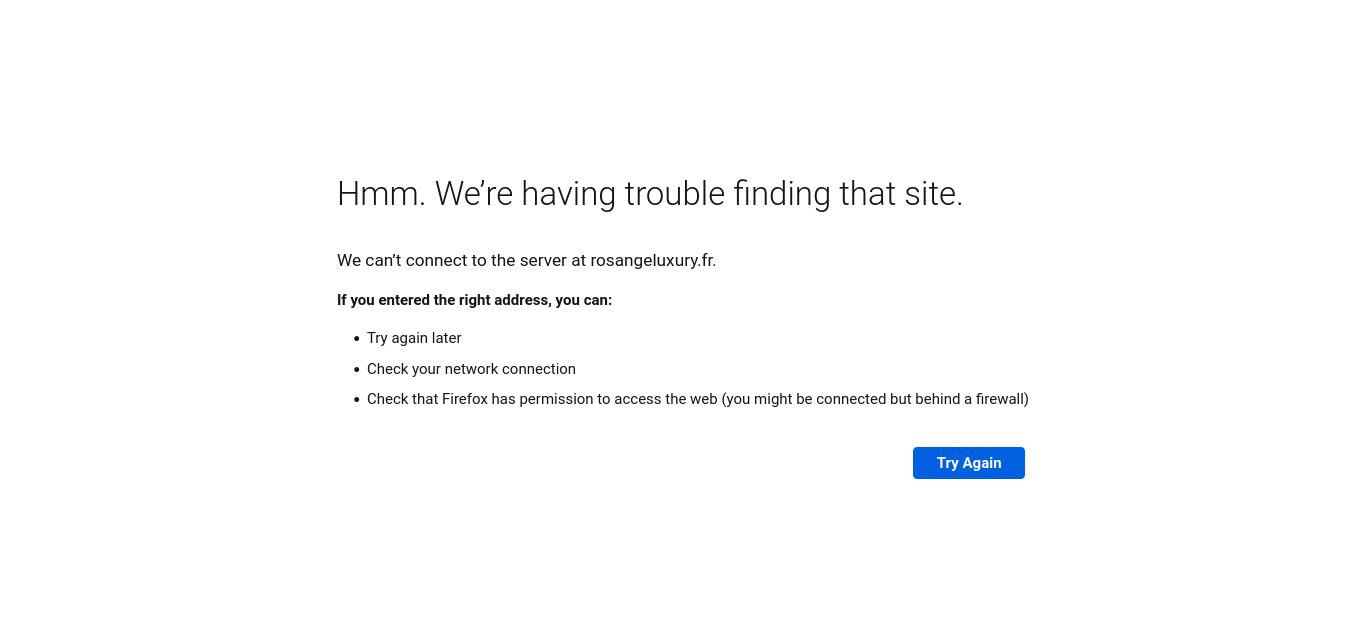 Hmm. We’re having trouble finding that site.
We can’t connect to the server at rosangeluxury.fr.
If you entered the right address, you can:
• Try again later
• Check your network connection
• Check that Firefox has permission to access the web (you might be connected but behind a firewall)
Try Again